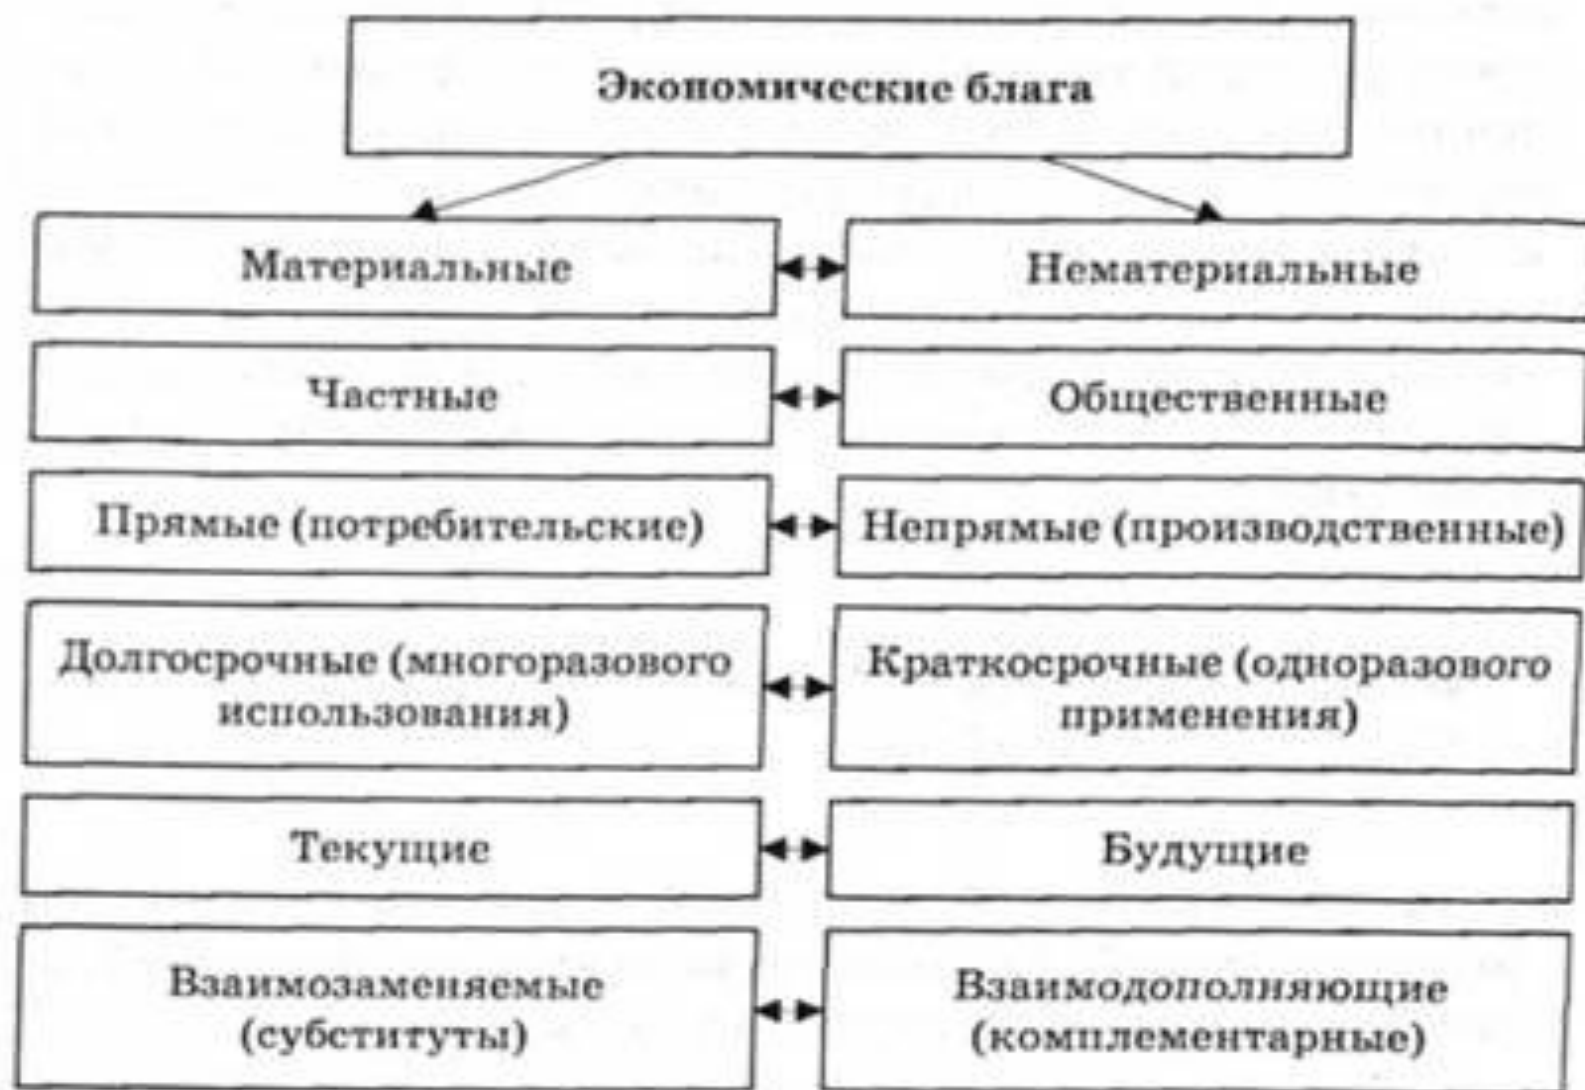 Экономические блага
Материальные
Нематериальные
Частные
Общественные
Прямые (потребительские)
Непрямые (производственные)
Долгосрочные (многоразового
использования)
Краткосрочные (одноразового
применения)
Текущие
Будущие
Взаимозаменяемые
(субституты)
Взаимодополняющие
(комплементарные)